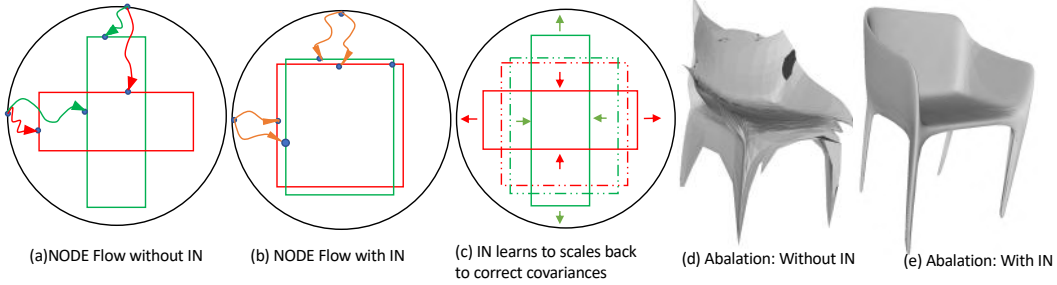 (a)NODE Flow without IN
(b) NODE Flow with IN
(c) IN learns to scales back
to correct covariances
(d) Abalation: Without IN
(e) Abalation: With IN